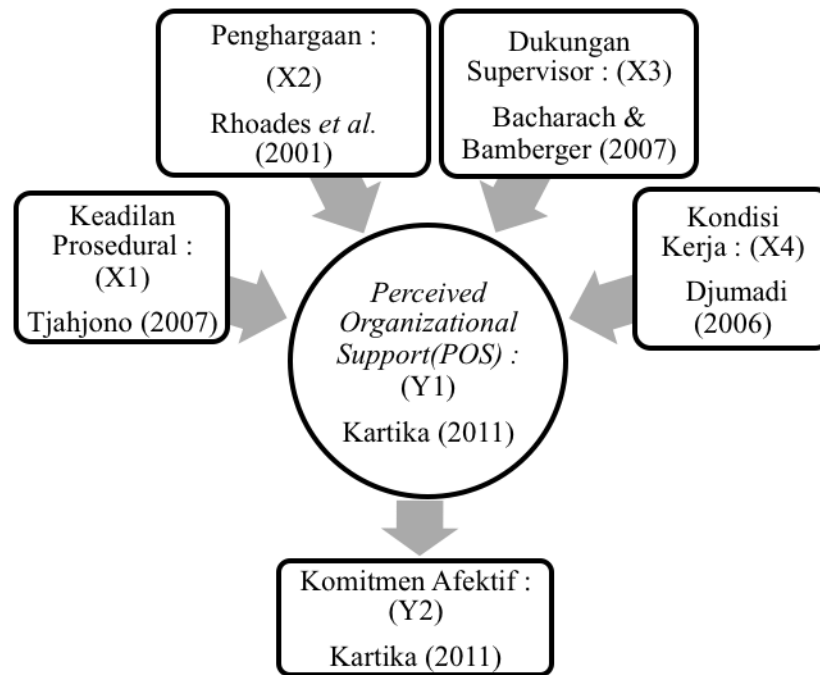 Penghargaan :
(X2)
Rhoades et al.
(2001)
Dukungan
Supervisor : (X3)
Bacharach &
Bamberger (2007)
Keadilan
Prosedural :
(X1)
Tjahjono (2007)
Kondisi
Kerja : (X4)
Djumadi
(2006)
Perceived
Organizational
Support(POS) :
(Y1)
Kartika (2011)
Komitmen Afektif :
(Y2)
Kartika (2011)